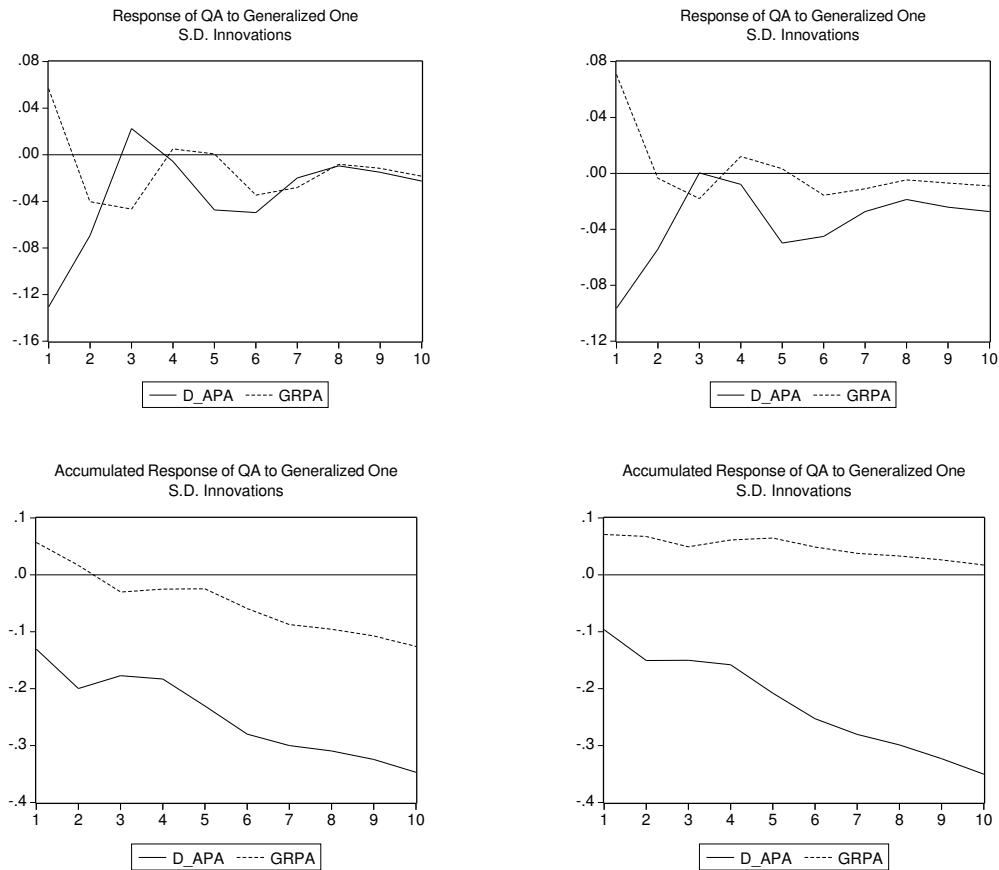 Response of QA to Generalized One
S.D. Innovations
.08
.04
.00
-.04
-.08
-.12
-.16
1 2 3 4 5 6 7 8 9 10
D_APA GRPA
Response of QA to Generalized One
S.D. Innovations
.08
.04
.00
-.04
-.08
-.12
1 2 3 4 5 6 7 8 9 10
D_APA GRPA
Accumulated Response of QA to Generalized One
S.D. Innovations
.1
.0
-.1
-.2
-.3
-.4
1 2 3 4 5 6 7 8 9 10
D_APA GRPA
Accumulated Response of QA to Generalized One
S.D. Innovations
.1
.0
-.1
-.2
-.3
-.4
1 2 3 4 5 6 7 8 9 10
D_APA GRPA